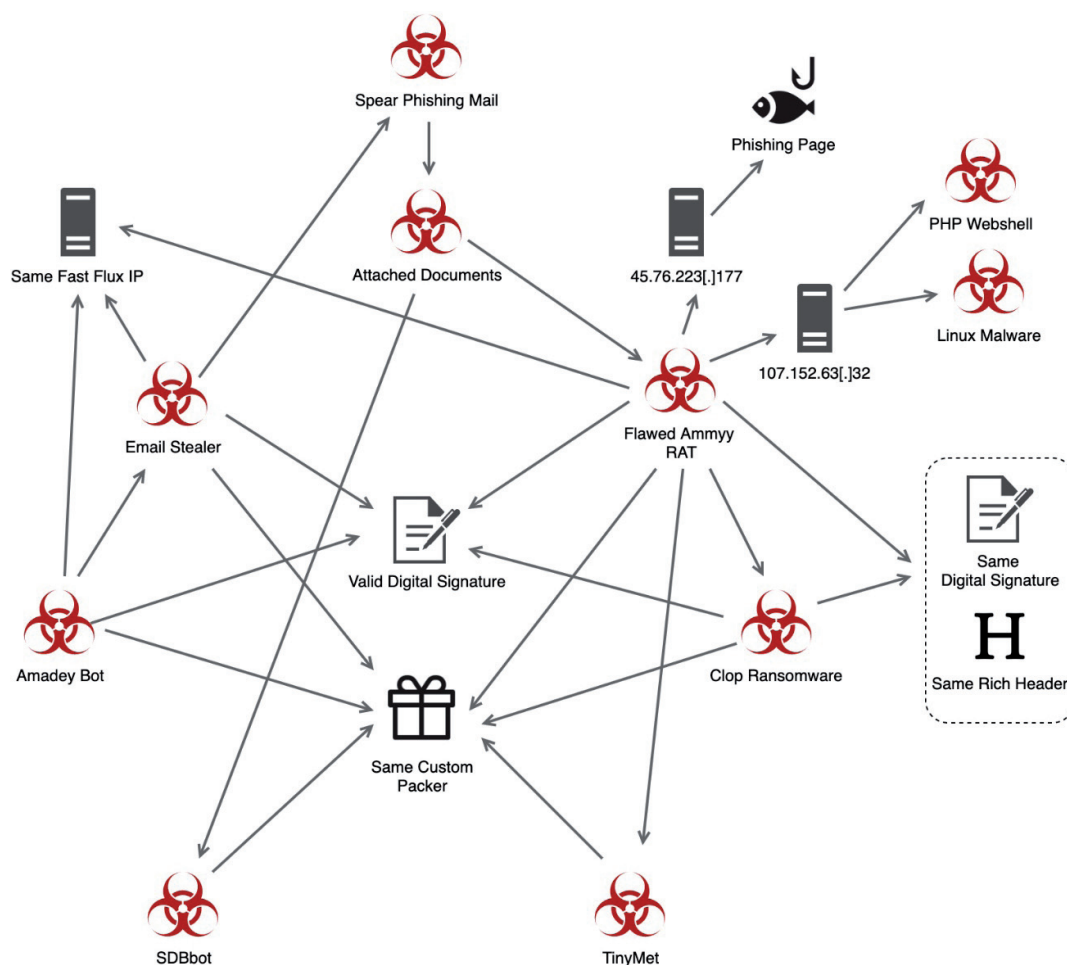 Spear Phishing Mail
Phishing Page
PHP Webshell
Same Fast Flux IP
Attached Documents
45.76.223[.]177
Linux Malware
107.152.63[.]32
Email Stealer
Flawed Ammyy
RAT
Valid Digital Signature
Same
Digital Signature
Amadey Bot
Clop Ransomware
H
Same Rich Header
Same Custom
Packer
SDBbot
TinyMet